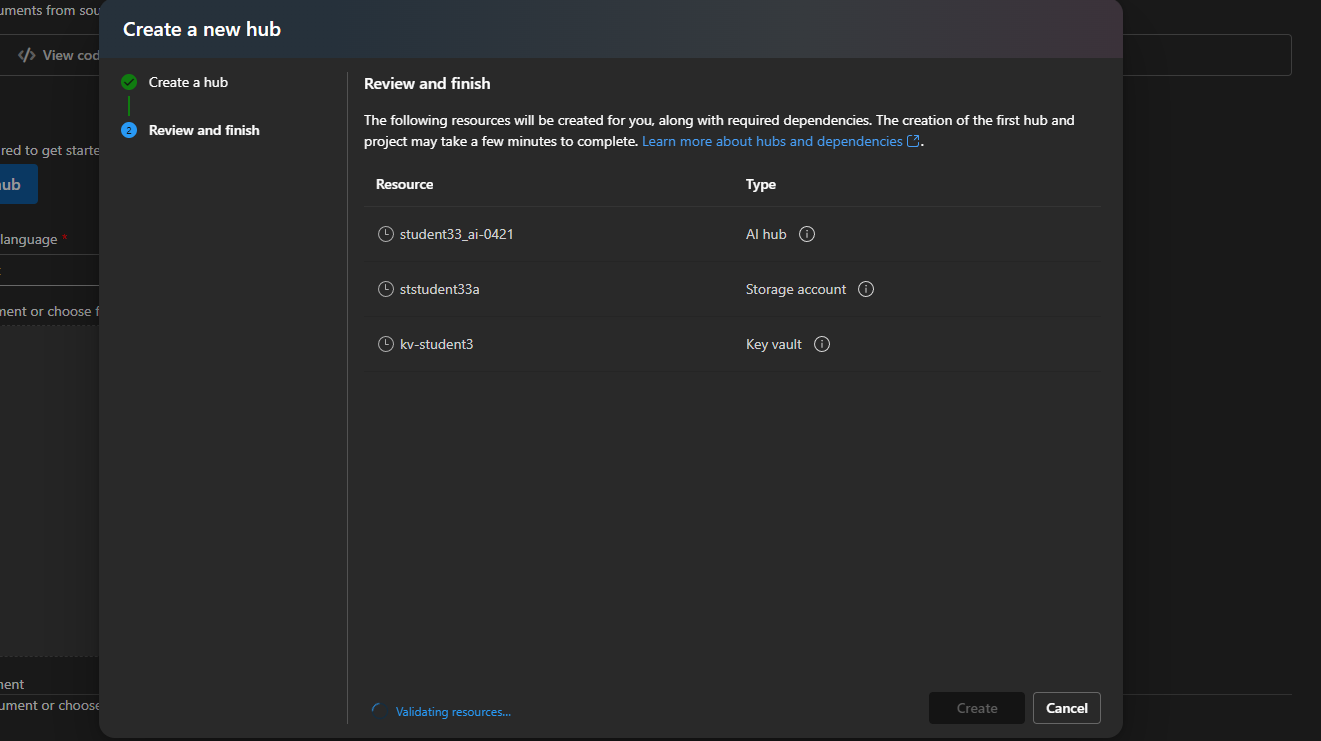 uments from sou
Create a new hub
</> View cod
Create a hub
Review and finish
2 Review and finish
The following resources will be created for you, along with required dependencies. The creation of the first hub and
project may take a few minutes to complete. Learn more about hubs and dependencies.
red to get starte
Resource Type
ub
language *
student33_ai-0421 AI hub
ststudent33a Storage account
ment or choose f
kv-student3 Key vault
ment
ument or choose
Validating resources...
Create Cancel